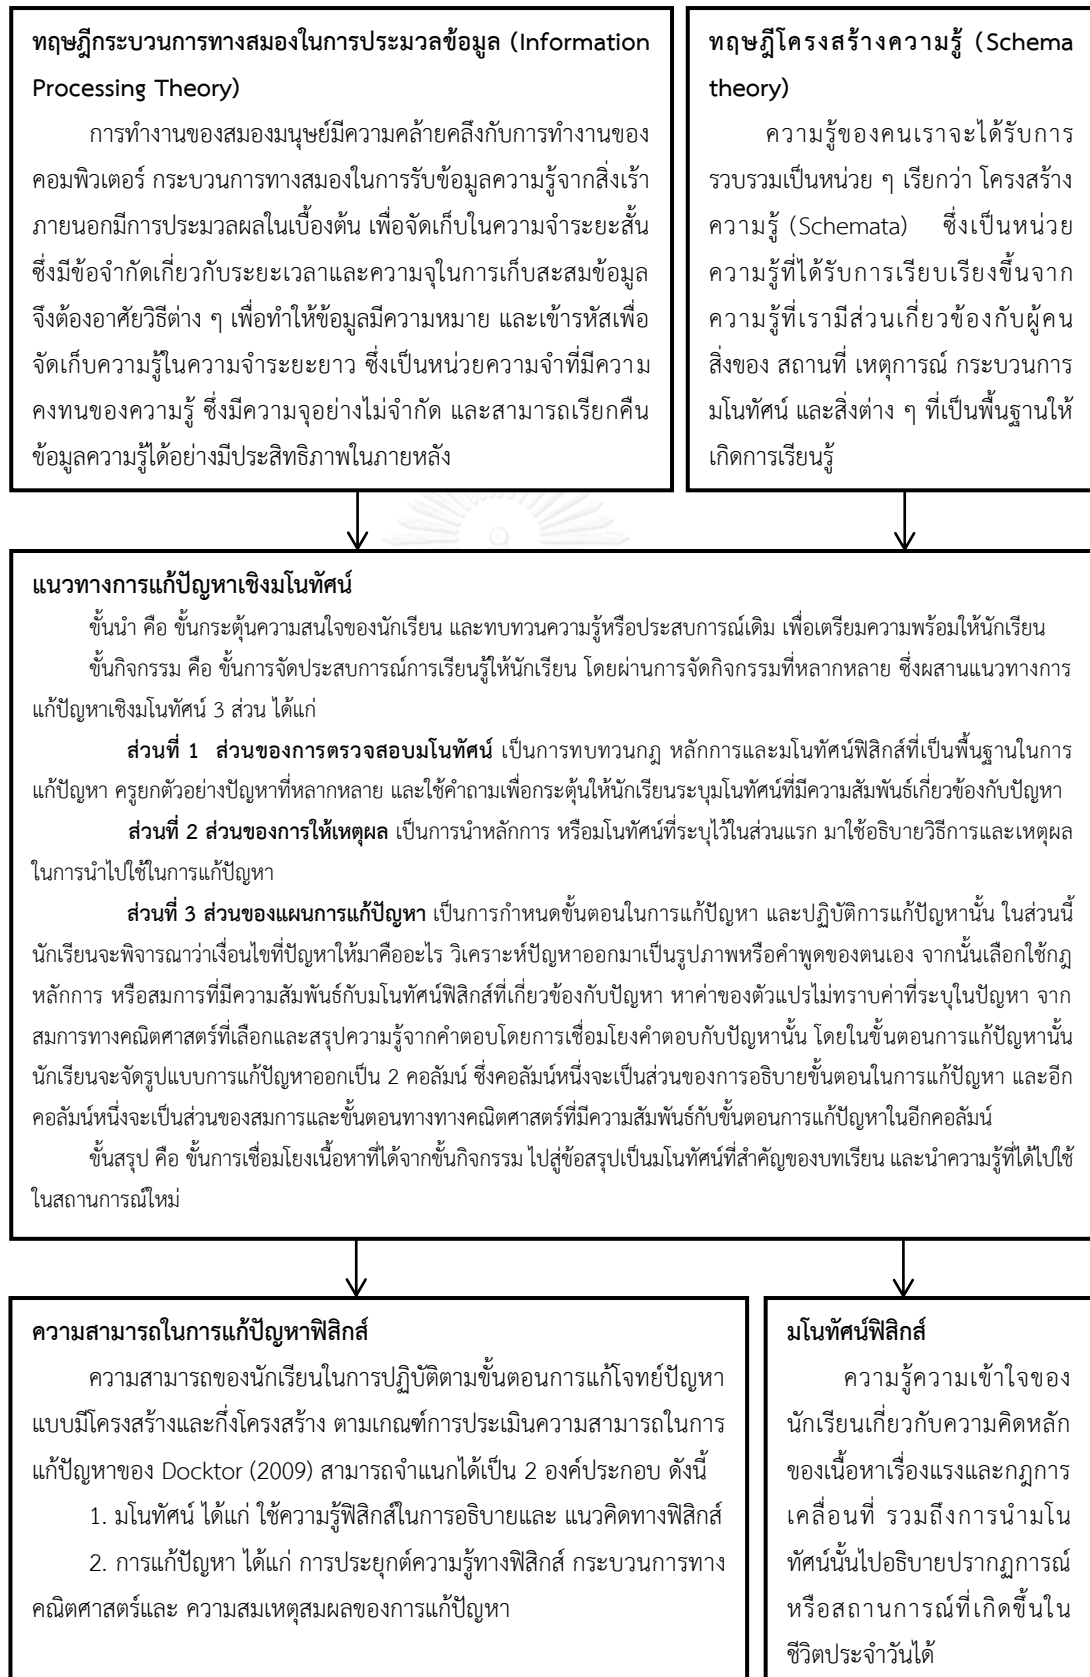 ทฤษฎีกระบวนการทางสมองในการประมวลข้อมูล (Information
Processing Theory)
การทำงานของสมองมนุษย์มีความคล้ายคลึงกับการทำงานของ
คอมพิวเตอร์ กระบวนการทางสมองในการรับข้อมูลความรู้จากสิ่งเร้า
ภายนอกมีการประมวลผลในเบื้องต้น เพื่อจัดเก็บในความจำระยะสั้น
ซึ่งมีข้อจำกัดเกี่ยวกับระยะเวลาและความจุในการเก็บสะสมข้อมูล
จึงต้องอาศัยวิธีต่าง ๆ เพื่อทำให้ข้อมูลมีความหมาย และเข้ารหัสเพื่อ
จัดเก็บความรู้ในความจำระยะยาว ซึ่งเป็นหน่วยความจำที่มีความ
คงทนของความรู้ ซึ่งมีความจุอย่างไม่จำกัด และสามารถเรียกคืน
ข้อมูลความรู้ได้อย่างมีประสิทธิภาพในภายหลัง
ทฤษฎีโครงสร้างความรู้ (Schema
theory)
ความรู้ของคนเราจะได้รับการ
รวบรวมเป็นหน่วย ๆ เรียกว่า โครงสร้าง
ความรู้ (Schemata) ซึ่งเป็นหน่วย
ความรู้ที่ได้รับการเรียบเรียงขึ้นจาก
ความรู้ที่เรามีส่วนเกี่ยวข้องกับผู้คน
สิ่งของ สถานที่ เหตุการณ์ กระบวนการ
มโนทัศน์ และสิ่งต่าง ๆ ที่เป็นพื้นฐานให้
เกิดการเรียนรู้
แนวทางการแก้ปัญหาเชิงมโนทัศน์
ขั้นนำ คือ ขั้นกระตุ้นความสนใจของนักเรียน และทบทวนความรู้หรือประสบการณ์เดิม เพื่อเตรียมความพร้อมให้นักเรียน
ขั้นกิจกรรม คือ ขั้นการจัดประสบการณ์การเรียนรู้ให้นักเรียน โดยผ่านการจัดกิจกรรมที่หลากหลาย ซึ่งผสานแนวทางการ
แก้ปัญหาเชิงมโนทัศน์ 3 ส่วน ได้แก่
ส่วนที่ 1 ส่วนของการตรวจสอบมโนทัศน์ เป็นการทบทวนกฎ หลักการและมโนทัศน์ฟิสิกส์ที่เป็นพื้นฐานในการ
แก้ปัญหา ครูยกตัวอย่างปัญหาที่หลากหลาย และใช้คำถามเพื่อกระตุ้นให้นักเรียนระบุมโนทัศน์ที่มีความสัมพันธ์เกี่ยวข้องกับปัญหา
ส่วนที่ 2 ส่วนของการให้เหตุผล เป็นการนำหลักการ หรือมโนทัศน์ที่ระบุไว้ในส่วนแรก มาใช้อธิบายวิธีการและเหตุผล
ในการนำไปใช้ในการแก้ปัญหา
ส่วนที่ 3 ส่วนของแผนการแก้ปัญหา เป็นการกำหนดขั้นตอนในการแก้ปัญหา และปฏิบัติการแก้ปัญหานั้น ในส่วนนี้
นักเรียนจะพิจารณาว่าเงื่อนไขที่ปัญหาให้มาคืออะไร วิเคราะห์ปัญหาออกมาเป็นรูปภาพหรือคำพูดของตนเอง จากนั้นเลือกใช้กฎ
หลักการ หรือสมการที่มีความสัมพันธ์กับมโนทัศน์ฟิสิกส์ที่เกี่ยวข้องกับปัญหา หาค่าของตัวแปรไม่ทราบค่าที่ระบุในปัญหา จาก
สมการทางคณิตศาสตร์ที่เลือกและสรุปความรู้จากคำตอบโดยการเชื่อมโยงคำตอบกับปัญหานั้น โดยในขั้นตอนการแก้ปัญหานั้น
นักเรียนจะจัดรูปแบบการแก้ปัญหาออกเป็น 2 คอลัมน์ ซึ่งคอลัมน์หนึ่งจะเป็นส่วนของการอธิบายขั้นตอนในการแก้ปัญหา และอีก
คอลัมน์หนึ่งจะเป็นส่วนของสมการและขั้นตอนทางทางคณิตศาสตร์ที่มีความสัมพันธ์กับขั้นตอนการแก้ปัญหาในอีกคอลัมน์
ขั้นสรุป คือ ขั้นการเชื่อมโยงเนื้อหาที่ได้จากขั้นกิจกรรม ไปสู่ข้อสรุปเป็นมโนทัศน์ที่สำคัญของบทเรียน และนำความรู้ที่ได้ไปใช้
ในสถานการณ์ใหม่
ความสามารถในการแก้ปัญหาฟิสิกส์
ความสามารถของนักเรียนในการปฏิบัติตามขั้นตอนการแก้โจทย์ปัญหา
แบบมีโครงสร้างและกึ่งโครงสร้าง ตามเกณฑ์การประเมินความสามารถในการ
แก้ปัญหาของ Docktor (2009) สามารถจำแนกได้เป็น 2 องค์ประกอบ ดังนี้
1. มโนทัศน์ ได้แก่ ใช้ความรู้ฟิสิกส์ในการอธิบายและ แนวคิดทางฟิสิกส์
2. การแก้ปัญหา ได้แก่ การประยุกต์ความรู้ทางฟิสิกส์ กระบวนการทาง
คณิตศาสตร์และ ความสมเหตุสมผลของการแก้ปัญหา
มโนทัศน์ฟิสิกส์
ความรู้ความเข้าใจของ
นักเรียนเกี่ยวกับความคิดหลัก
ของเนื้อหาเรื่องแรงและกฎการ
เคลื่อนที่ รวมถึงการนำมโน
ทัศน์นั้นไปอธิบายปรากฏการณ์
หรือสถานการณ์ที่เกิดขึ้นใน
ชีวิตประจำวันได้